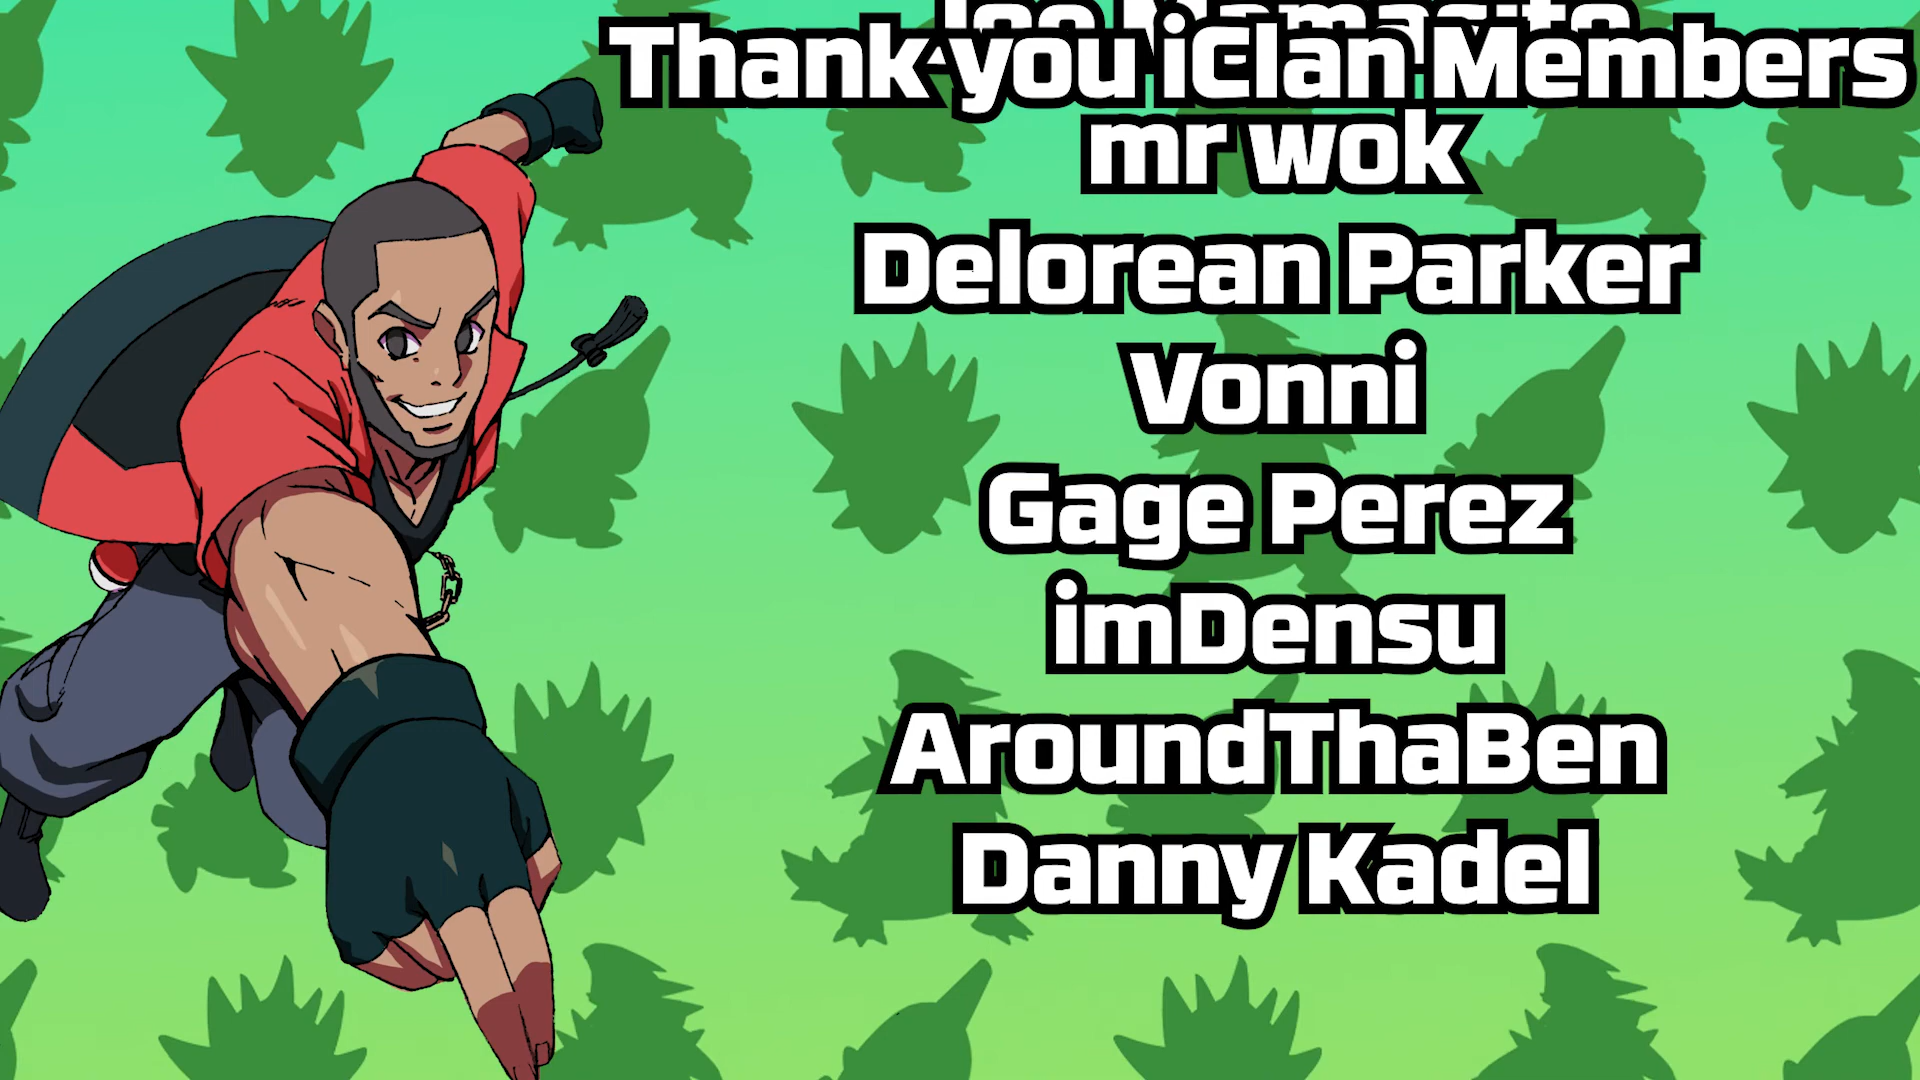 Thank you iClan Members
mr wok
Delorean Parker
Vonni
Gage Perez
imDensu
AroundThaBen
Danny Kadel